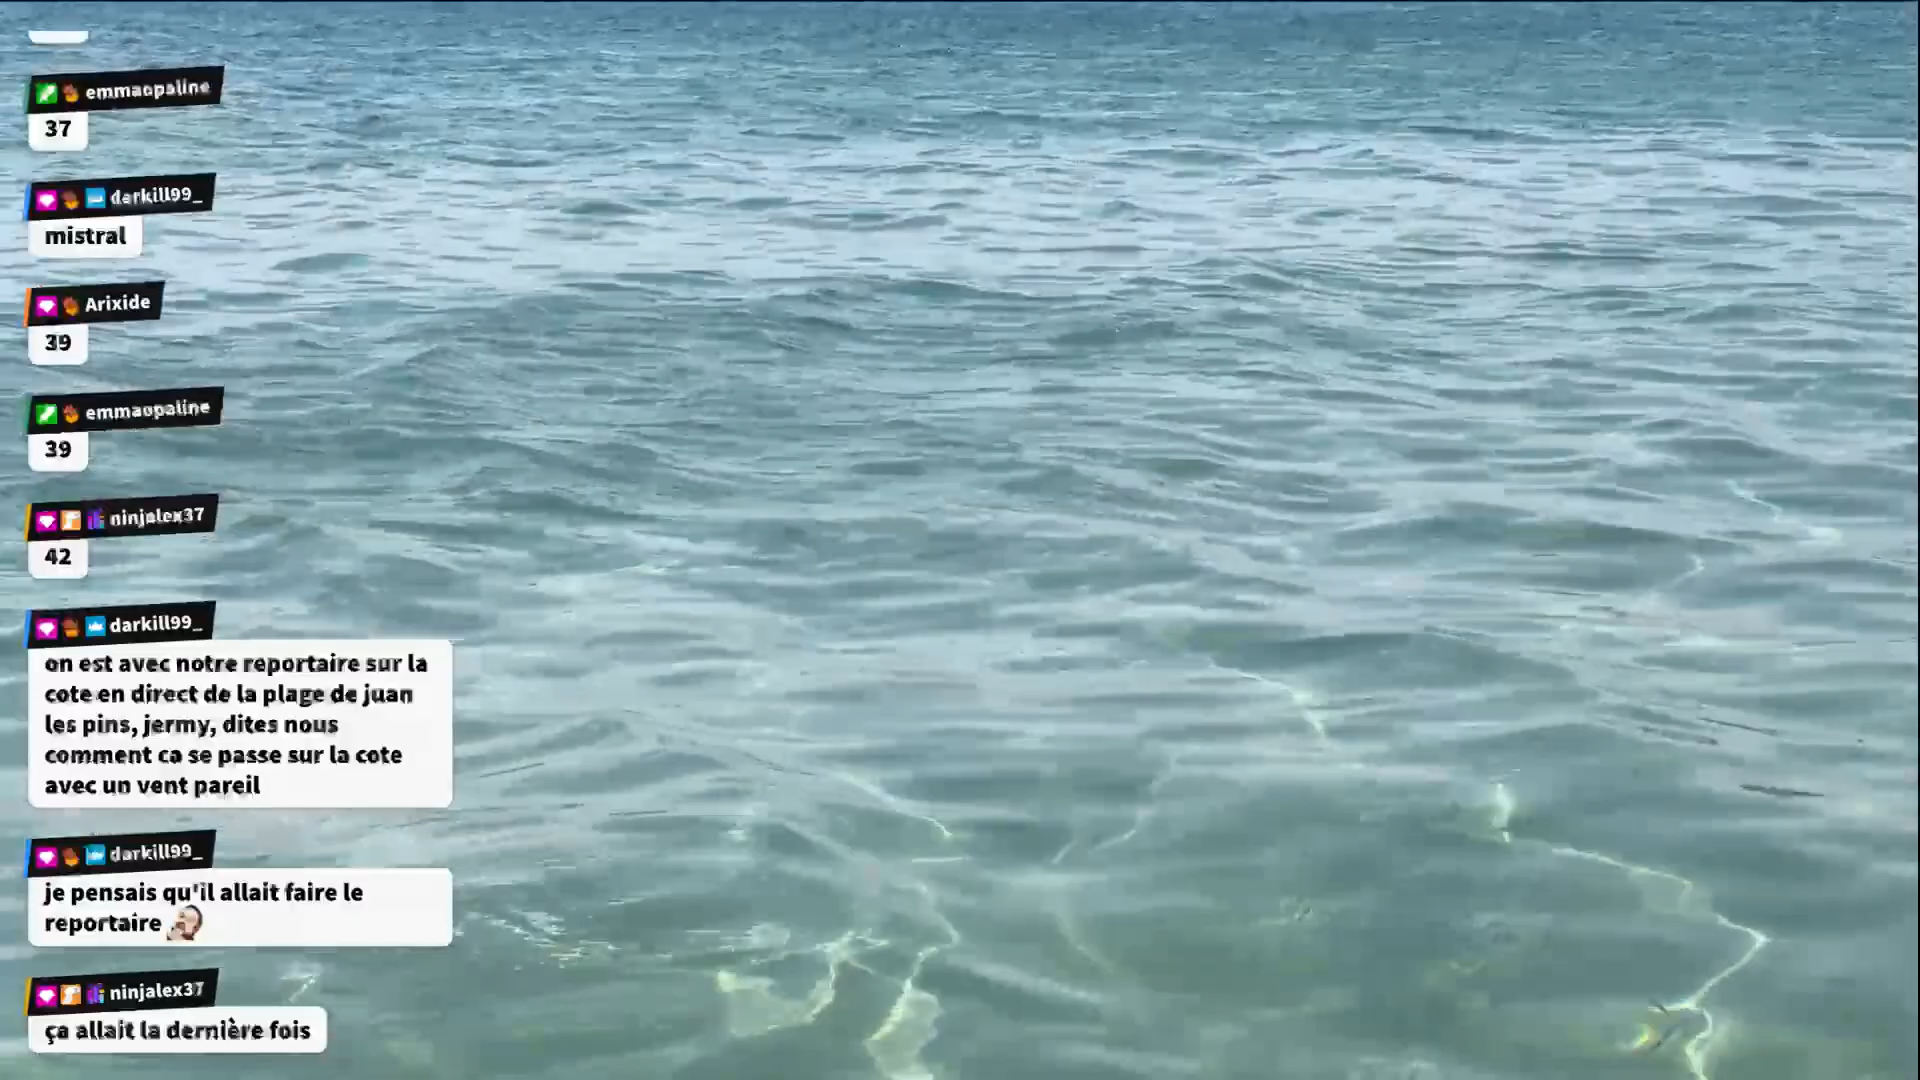 emmaopaline
37
darkill99_
mistral
Arixide
39
emmaopaline
39
ninjalex37
42
darkill99_
on est avec notre reportaire sur la
cote en direct de la plage de juan
les pins, jermy, dites nous
comment ca se passe sur la cote
avec un vent pareil
darkill99_
je pensais qu'il allait faire le
reportaire
ninjalex37
ça allait la dernière fois